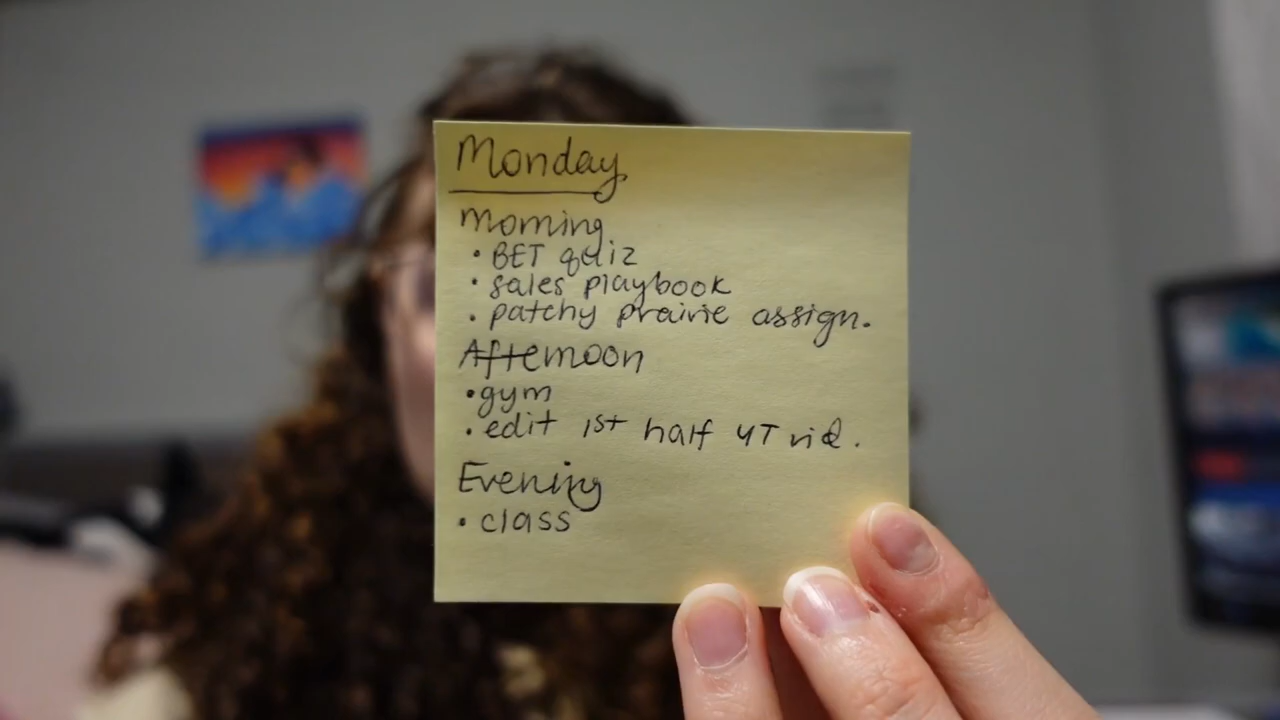 Monday
Morning
• BET quiz
• sales playbook
• patchy prairie assign.
Afternoon
• gym
• edit 1st half YT vid.
Evening
• class